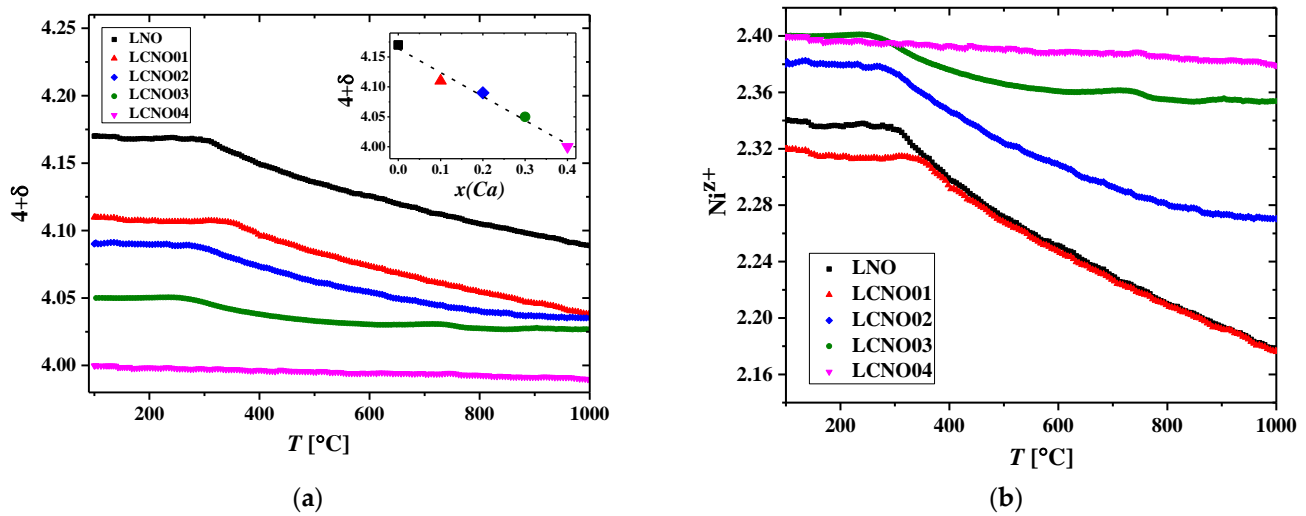 4.25
4.20
4.15
4.10
4.05
4.00
4+δ
200 400 600 800 1000
T [°C]
LNO
LCNO01
LCNO02
LCNO03
LCNO04
4.15
4.10
4.05
4.00
4+δ
0.0 0.1 0.2 0.3 0.4
x(Ca)
(a)
2.40
2.36
2.32
2.28
2.24
2.20
2.16
Niᶻ⁺
200 400 600 800 1000
T [°C]
LNO
LCNO01
LCNO02
LCNO03
LCNO04
(b)